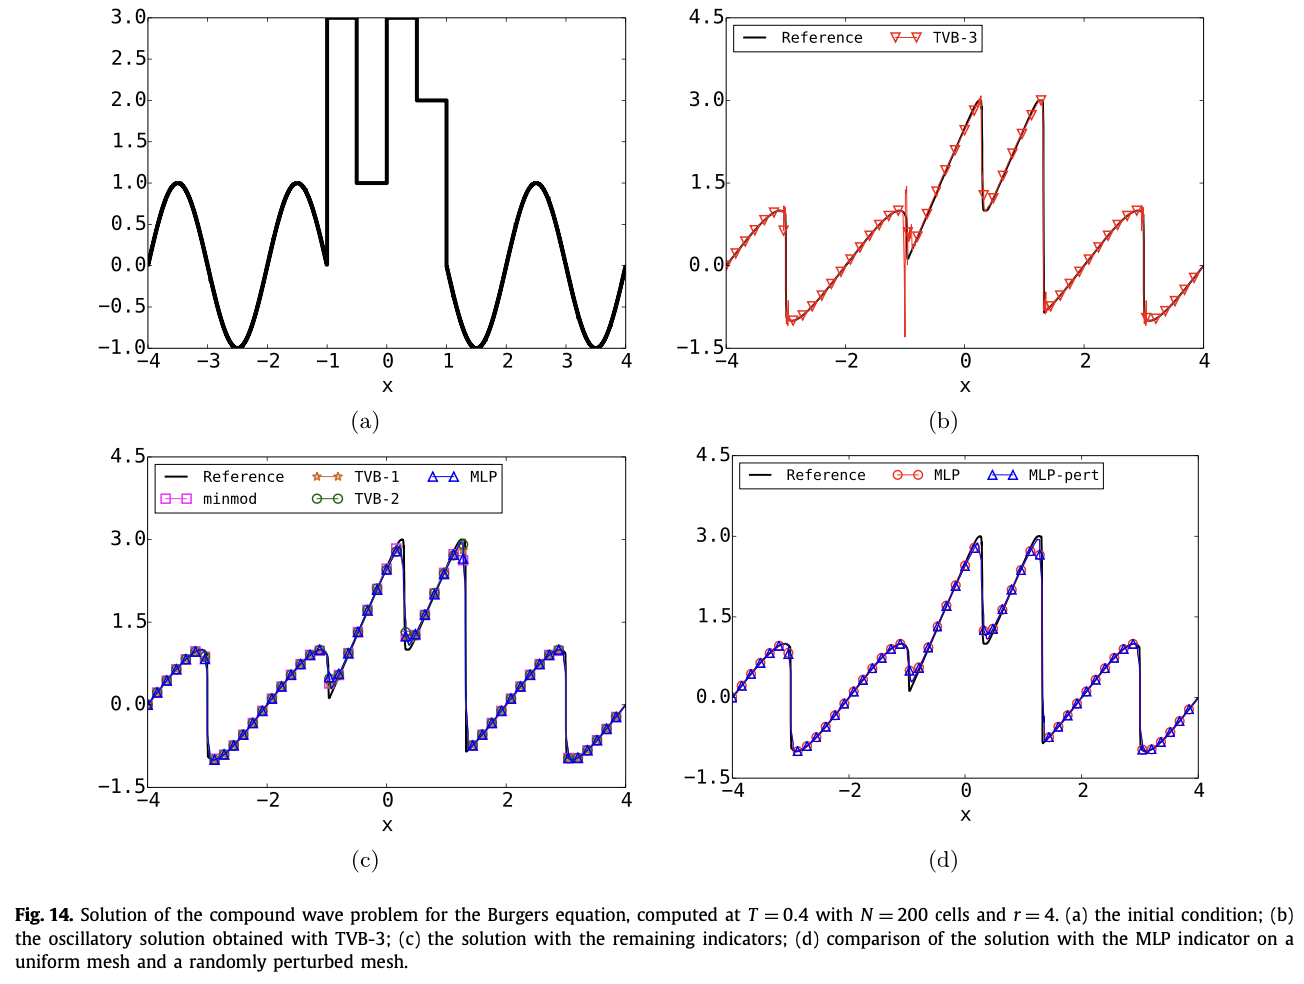 3.0
2.5
2.0
1.5
1.0
0.5
0.0
−0.5
−1.0
−4 −3 −2 −1 0 1 2 3 4
x
(a)
4.5
Reference TVB-3
3.0
1.5
0.0
−1.5
−4 −2 0 2 4
x
(b)
4.5
Reference TVB-1 MLP
minmod TVB-2
3.0
1.5
0.0
−1.5
−4 −2 0 2 4
x
(c)
4.5
Reference MLP MLP-pert
3.0
1.5
0.0
−1.5
−4 −2 0 2 4
x
(d)
Fig. 14. Solution of the compound wave problem for the Burgers equation, computed at T = 0.4 with N = 200 cells and r = 4. (a) the initial condition; (b)
the oscillatory solution obtained with TVB-3; (c) the solution with the remaining indicators; (d) comparison of the solution with the MLP indicator on a
uniform mesh and a randomly perturbed mesh.